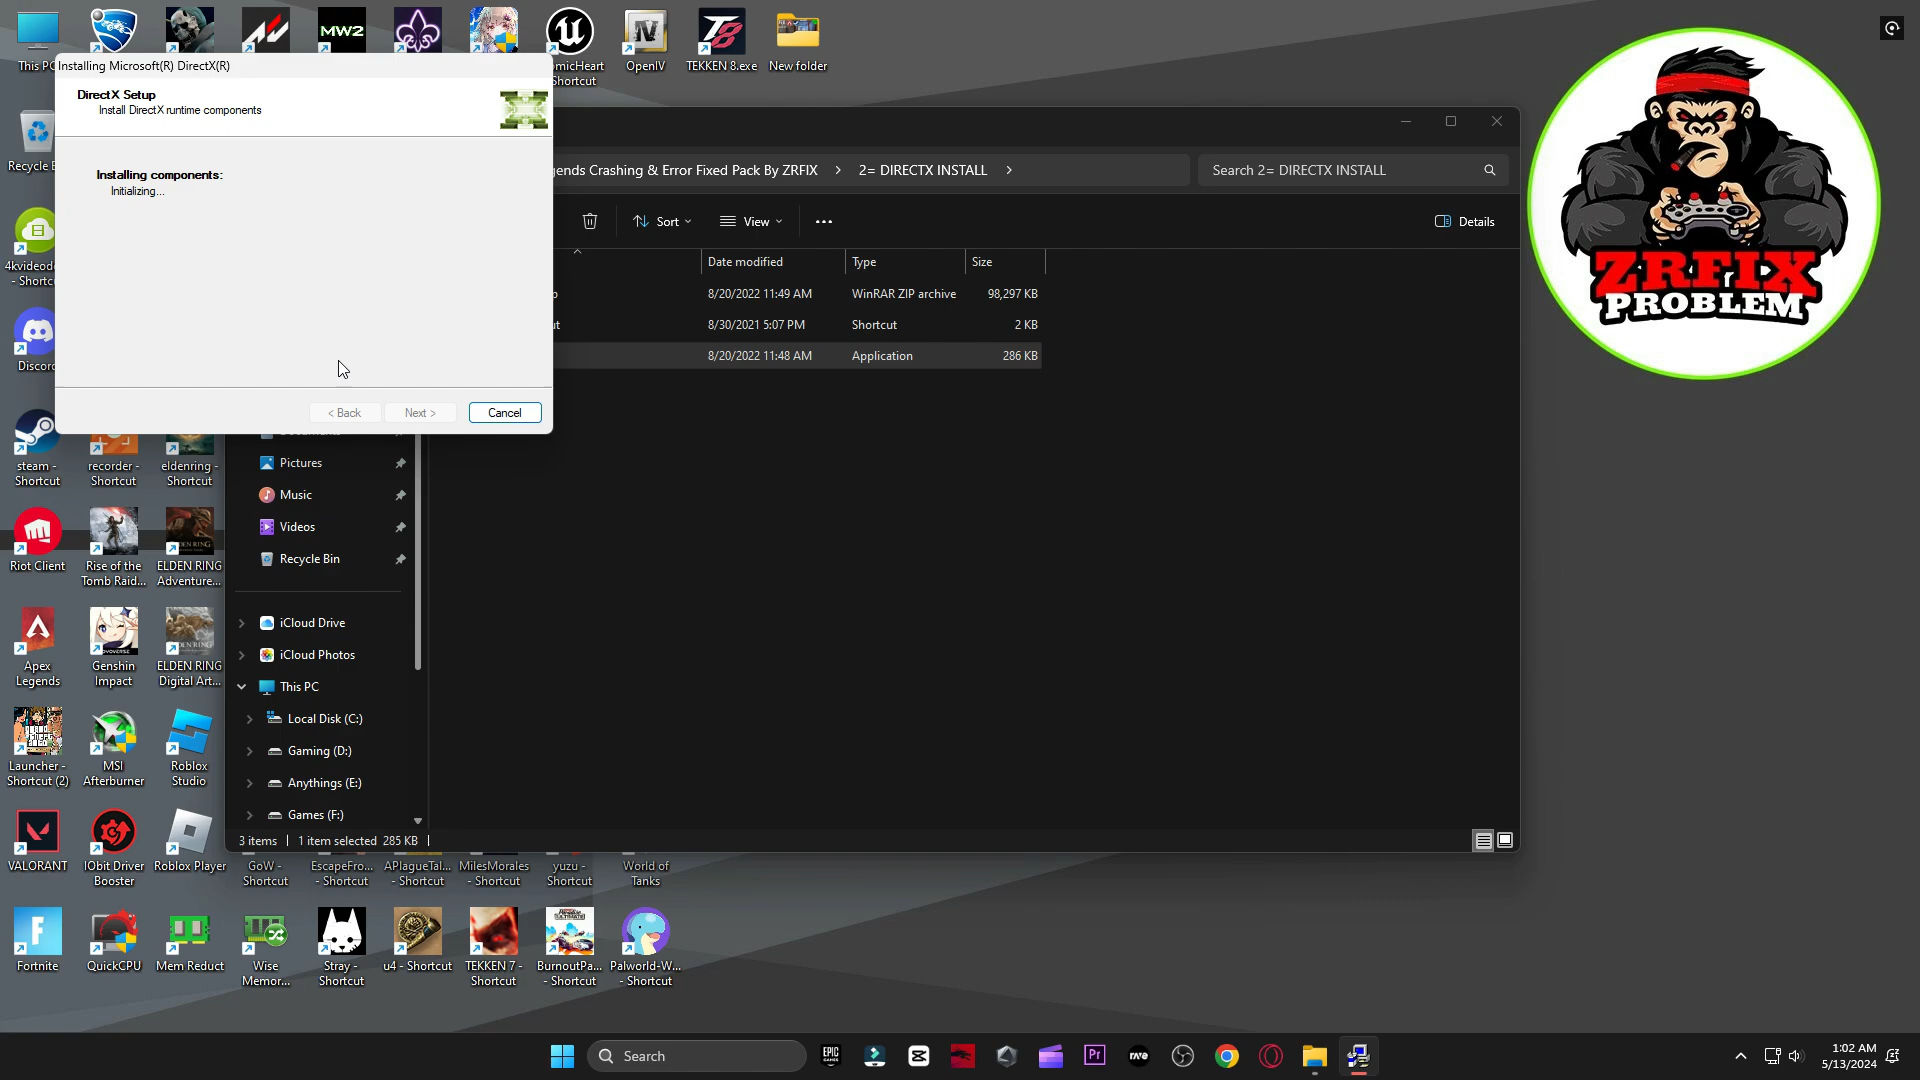 MW2
This PC
omicHeart
Shortcut
OpenIV
TEKKEN 8.exe
New folder
Installing Microsoft(R) DirectX(R)
DirectX Setup
Install DirectX runtime components
Installing components:
Initializing...
< Back
Next >
Cancel
ends Crashing & Error Fixed Pack By ZRFIX
2= DIRECTX INSTALL
Search 2= DIRECTX INSTALL
Sort
View
Details
Date modified
Type
Size
8/20/2022 11:49 AM
WinRAR ZIP archive
98,297 KB
8/30/2021 5:07 PM
Shortcut
2 KB
8/20/2022 11:48 AM
Application
286 KB
ZRFIX
PROBLEM
Recycle
4kvideod
- Shortc
Discord
steam -
Shortcut
recorder -
Shortcut
eldenring -
Shortcut
Riot Client
Rise of the
Tomb Raid...
ELDEN RING
Adventure...
Apex
Legends
Genshin
Impact
ELDEN RING
Digital Art...
Launcher -
Shortcut (2)
MSI
Afterburner
Roblox
Studio
VALORANT
IObit Driver
Booster
Roblox Player
Pictures
Music
Videos
Recycle Bin
iCloud Drive
iCloud Photos
This PC
Local Disk (C:)
Gaming (D:)
Anythings (E:)
Games (F:)
3 items
1 item selected 285 KB
GoW -
Shortcut
EscapeFro...
- Shortcut
APlagueTal...
- Shortcut
MilesMorales
- Shortcut
yuzu -
Shortcut
World of
Tanks
Fortnite
QuickCPU
Mem Reduct
Wise
Memor...
Stray -
Shortcut
u4 - Shortcut
TEKKEN 7 -
Shortcut
BurnoutPa...
- Shortcut
Palworld-W...
- Shortcut
Search
EPIC
GAMES
Pr
rave
1:02 AM
5/13/2024